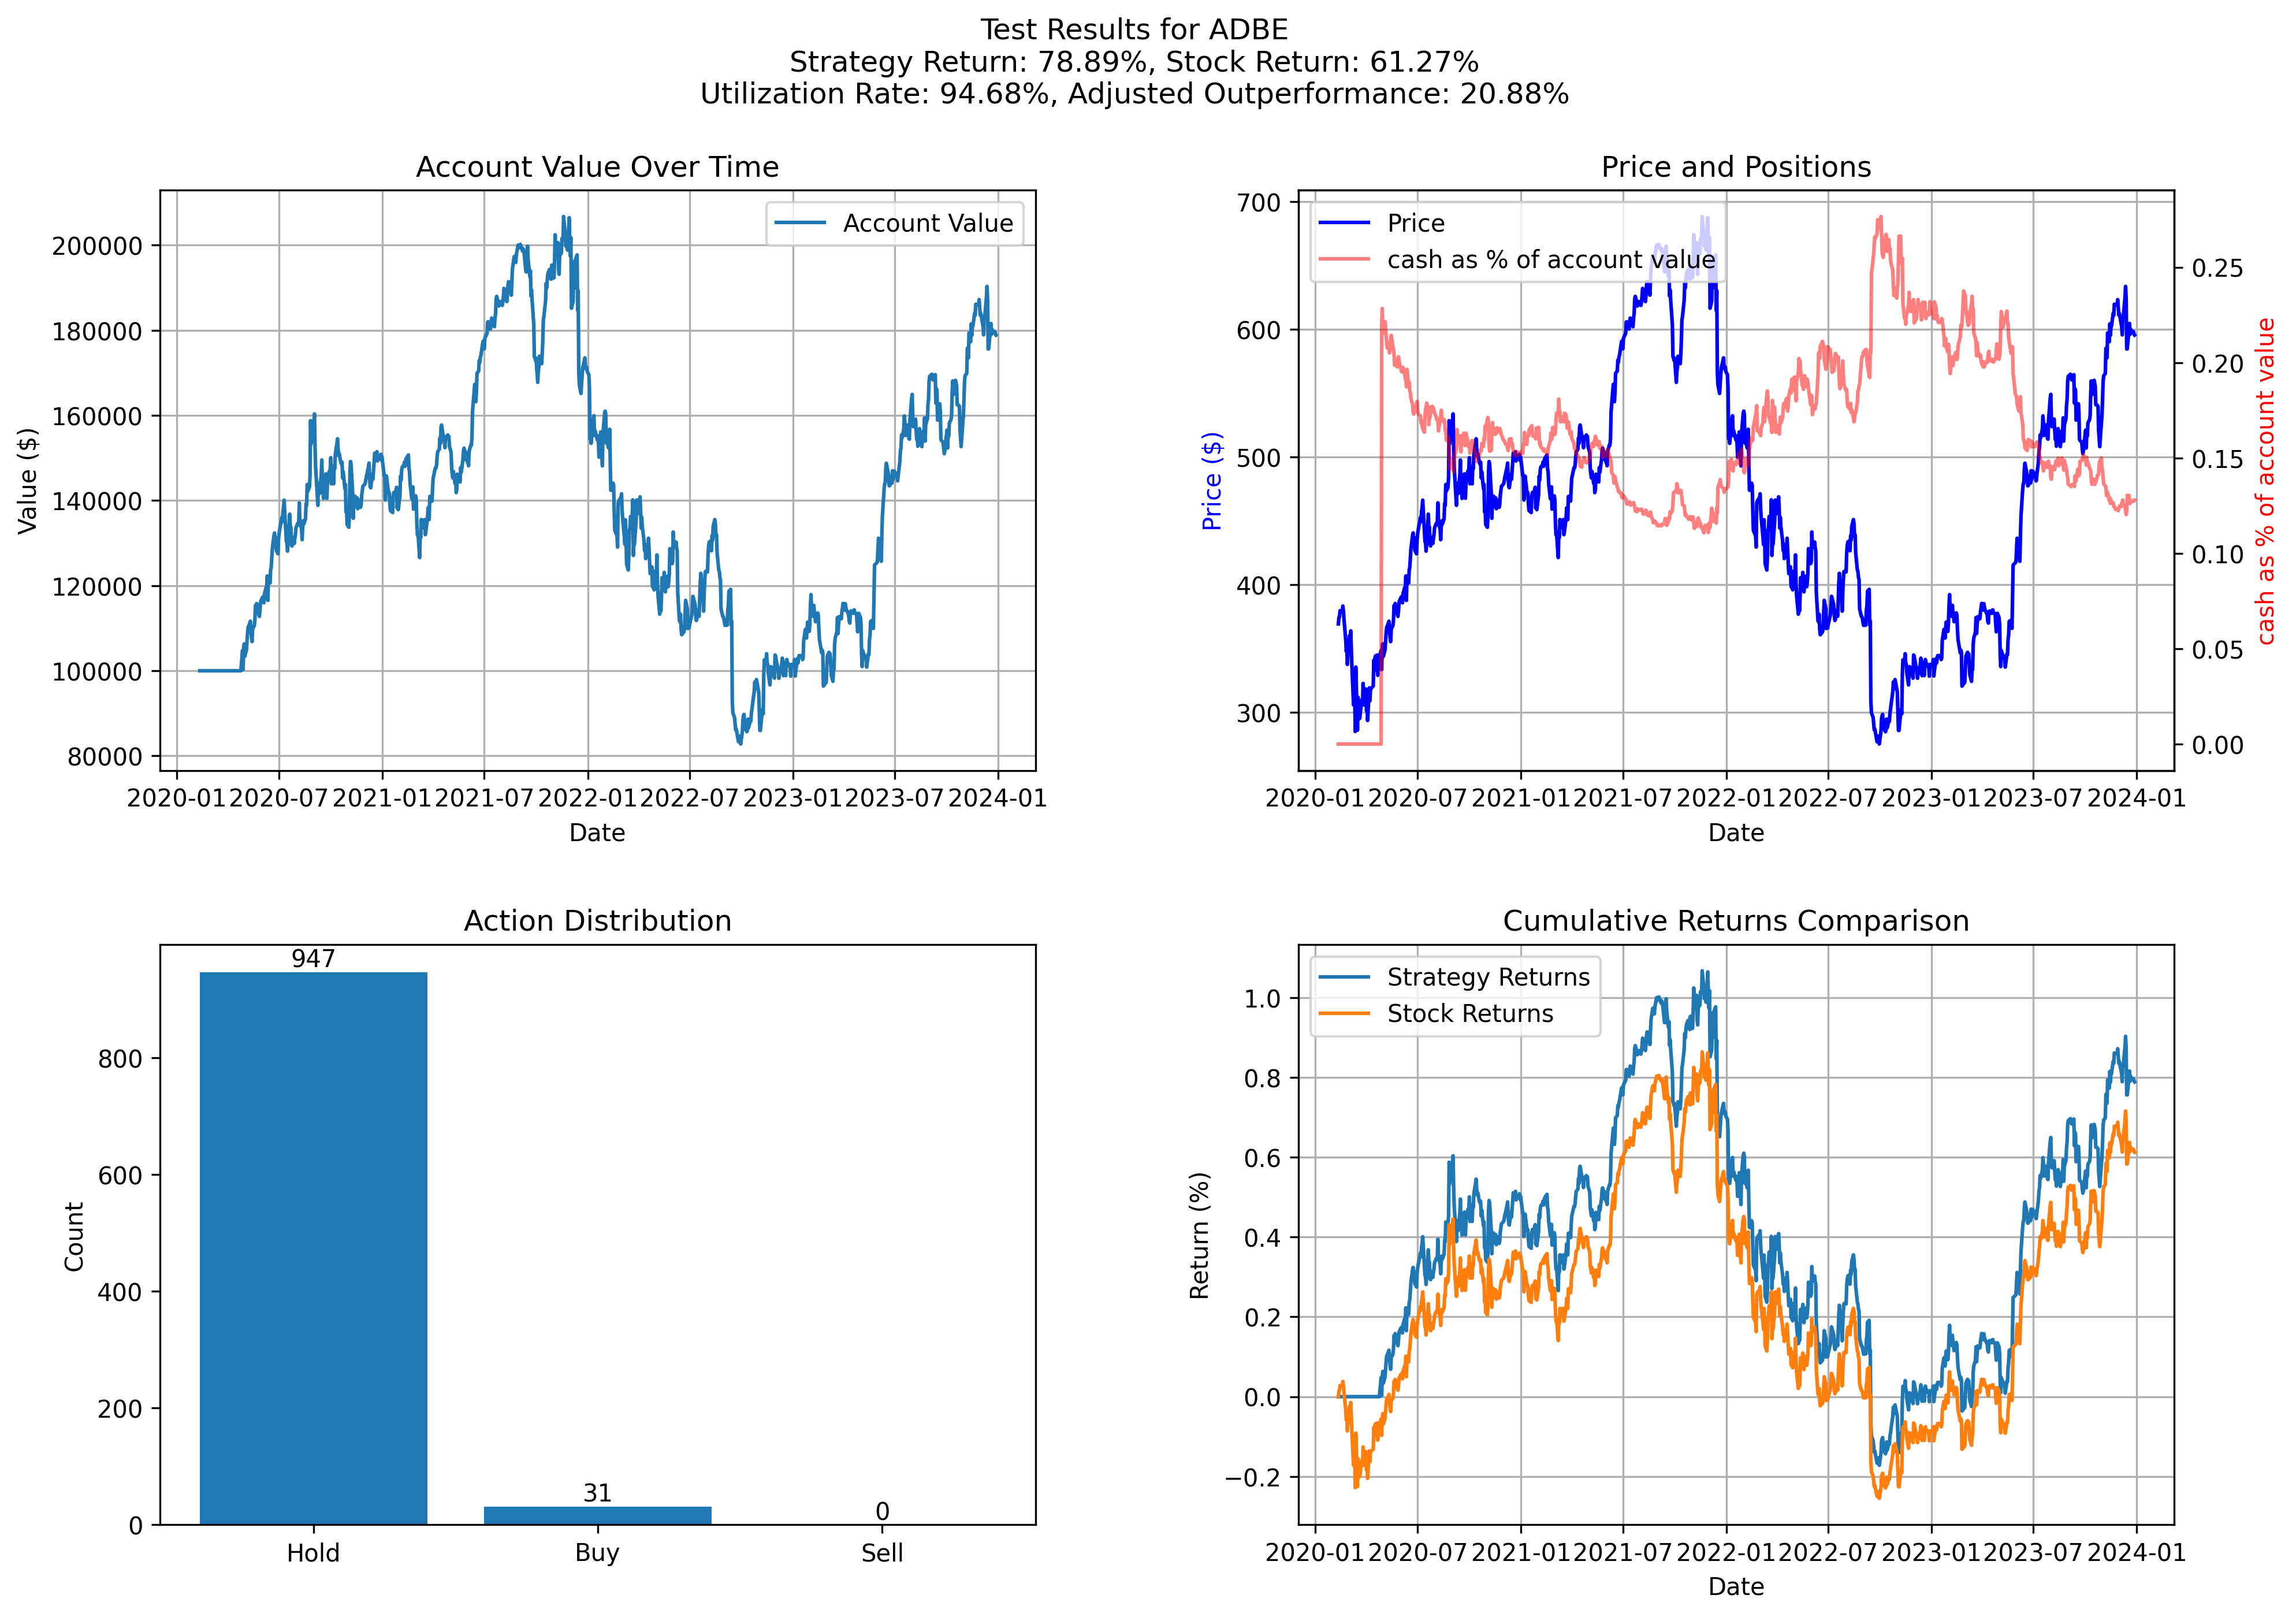 Test Results for ADBE
Strategy Return: 78.89%, Stock Return: 61.27%
Utilization Rate: 94.68%, Adjusted Outperformance: 20.88%
Account Value Over Time
Account Value
Value ($)
200000
180000
160000
140000
120000
100000
80000
2020-01 2020-07 2021-01 2021-07 2022-01 2022-07 2023-01 2023-07 2024-01
Date
Price and Positions
Price
cash as % of account value
Price ($)
700
600
500
400
300
0.25
0.20
0.15
0.10
0.05
0.00
cash as % of account value
2020-01 2020-07 2021-01 2021-07 2022-01 2022-07 2023-01 2023-07 2024-01
Date
Action Distribution
Count
800
600
400
200
0
947
31
0
Hold Buy Sell
Cumulative Returns Comparison
Strategy Returns
Stock Returns
Return (%)
1.0
0.8
0.6
0.4
0.2
0.0
−0.2
2020-01 2020-07 2021-01 2021-07 2022-01 2022-07 2023-01 2023-07 2024-01
Date